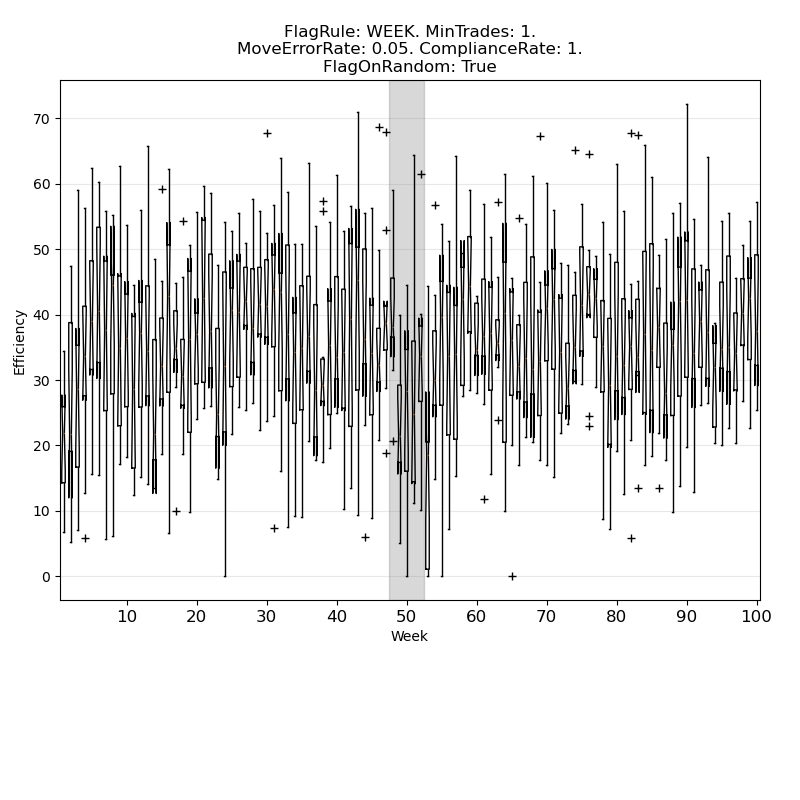 FlagRule: WEEK. MinTrades: 1.
MoveErrorRate: 0.05. ComplianceRate: 1.
FlagOnRandom: True
70
60
50
40
30
20
10
0
Efficiency
10 20 30 40 50 60 70 80 90 100
Week